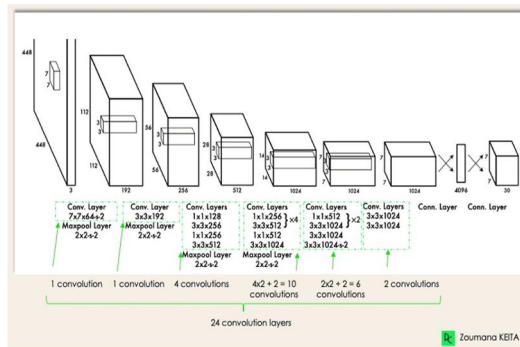 448
448
7
7
3
112
112
3
3
192
56
56
3
3
256
28
28
3
3
512
14
14
3
3
1024
7
7
3
3
1024
7
7
1024
4096
7
7
30
Conv. Layer
7x7x64-s-2
Maxpool Layer
2x2-s-2
Conv. Layer
3x3x192
Maxpool Layer
2x2-s-2
Conv. Layers
1x1x128
3x3x256
1x1x256
3x3x512
Maxpool Layer
2x2-s-2
Conv. Layers
1x1x256
3x3x512
}x4
1x1x512
3x3x1024
Maxpool Layer
2x2-s-2
Conv. Layers
1x1x512
3x3x1024
}x2
3x3x1024
3x3x1024-s-2
Conv. Layers
3x3x1024
3x3x1024
Conn. Layer
Conn. Layer
1 convolution
1 convolution
4 convolutions
4x2 + 2 = 10
convolutions
2x2 + 2 = 6
convolutions
2 convolutions
24 convolution layers
Zoumana KEITA